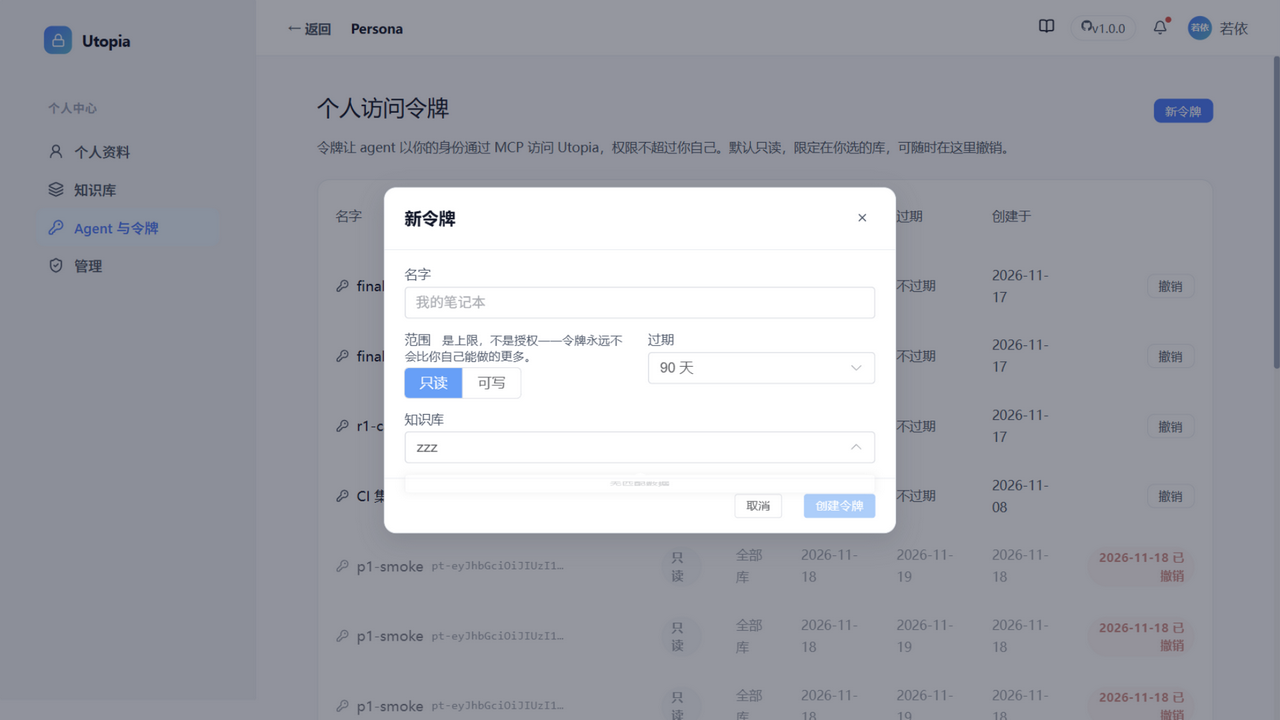 Utopia
← 返回
Persona
v1.0.0
若依
若依
个人中心
个人资料
知识库
Agent 与令牌
管理
个人访问令牌
新令牌
令牌让 agent 以你的身份通过 MCP 访问 Utopia，权限不超过你自己。默认只读，限定在你选的库，可随时在这里撤销。
名字
过期
创建于
final
不过期
2026-11-
17
撤销
final
不过期
2026-11-
17
撤销
r1-c
不过期
2026-11-
17
撤销
CI 集
不过期
2026-11-
08
撤销
新令牌
名字
我的笔记本
范围 是上限，不是授权——令牌永远不
会比你自己能做的更多。
只读
可写
过期
90 天
知识库
zzz
取消
创建令牌
p1-smoke pt-eyJhbGciOiJIUzI1…
只
读
全部
库
2026-11-
18
2026-11-
19
2026-11-
18
2026-11-18 已
撤销
p1-smoke pt-eyJhbGciOiJIUzI1…
只
读
全部
库
2026-11-
18
2026-11-
19
2026-11-
18
2026-11-18 已
撤销
p1-smoke pt-eyJhbGciOiJIUzI1…
只
读
全部
库
2026-11-
18
2026-11-
19
2026-11-
18
2026-11-18 已
撤销